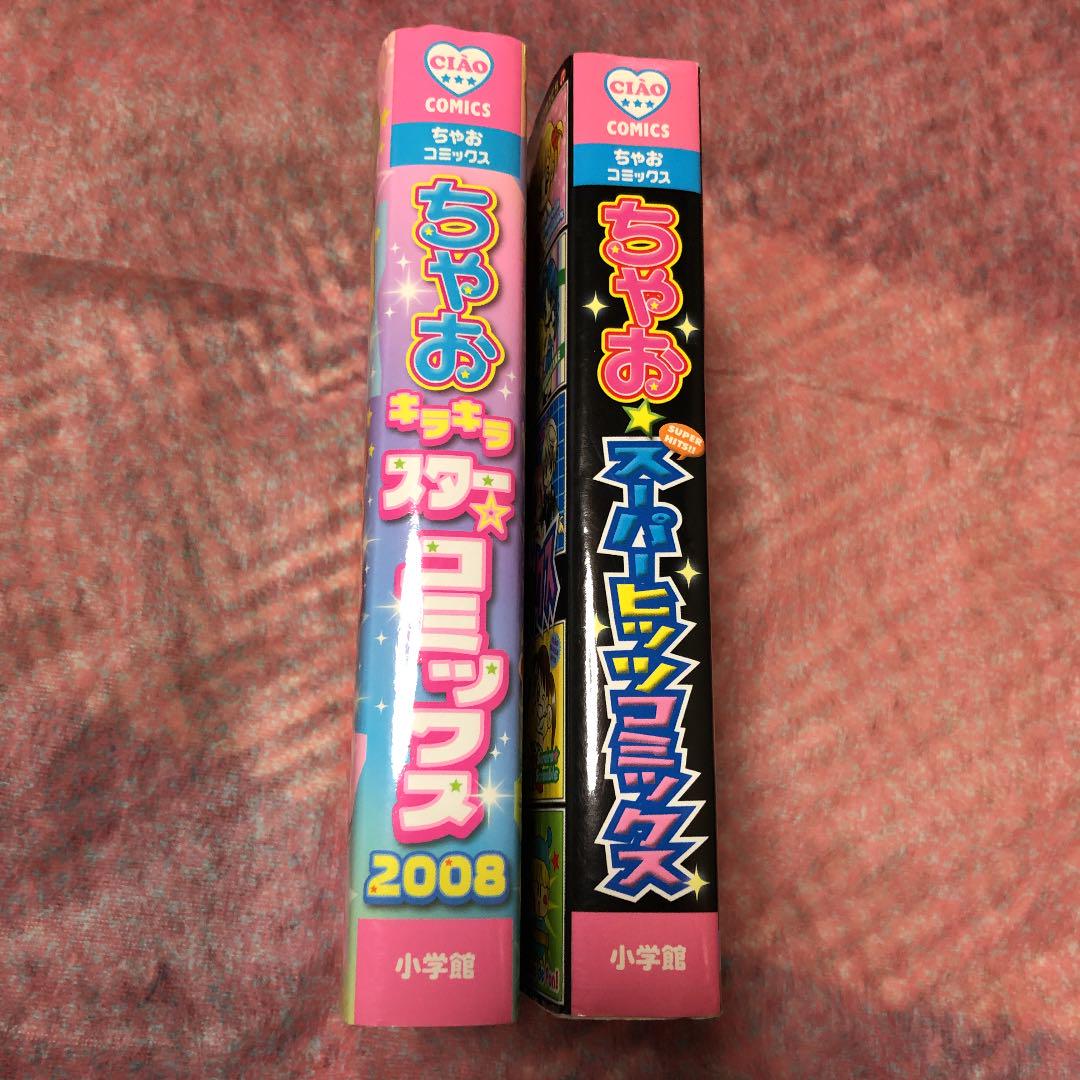 CIÀO
COMICS
ちゃお
コミックス
ちゃお
キラキラ
スター☆
コミックス
2008
小学館
CIÀO
COMICS
ちゃお
コミックス
ちゃお
SUPER
HITS!!
スーパーヒッツコミックス
小学館